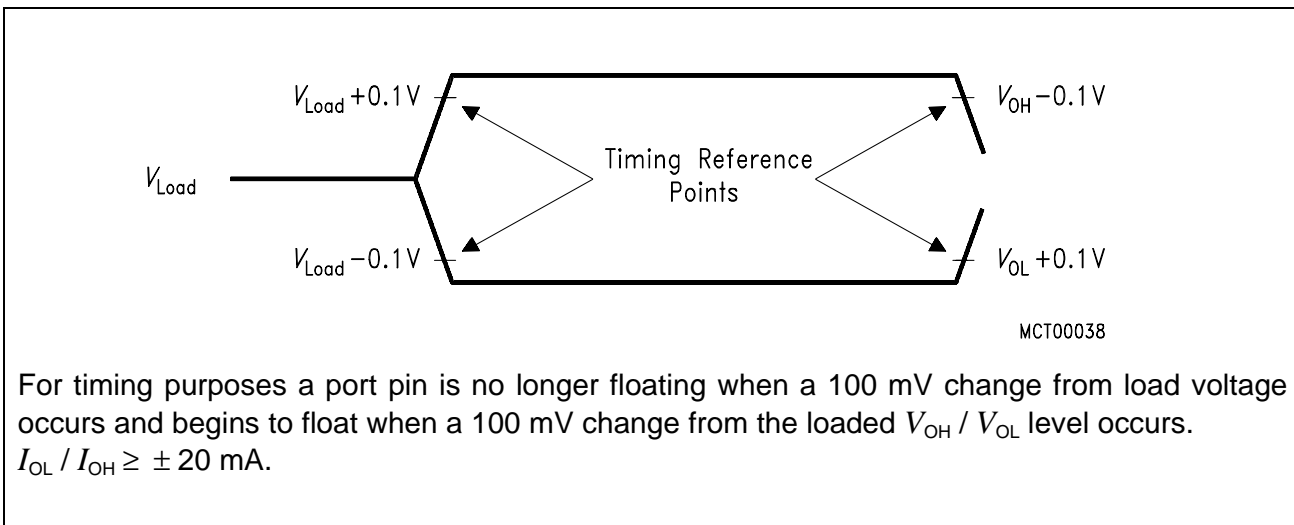 V_Load +0.1V
V_OH −0.1V
Timing Reference
Points
V_Load
V_Load −0.1V
V_OL +0.1V
MCT00038
For timing purposes a port pin is no longer floating when a 100 mV change from load voltage
occurs and begins to float when a 100 mV change from the loaded V_OH / V_OL level occurs.
I_OL / I_OH ≥ ± 20 mA.